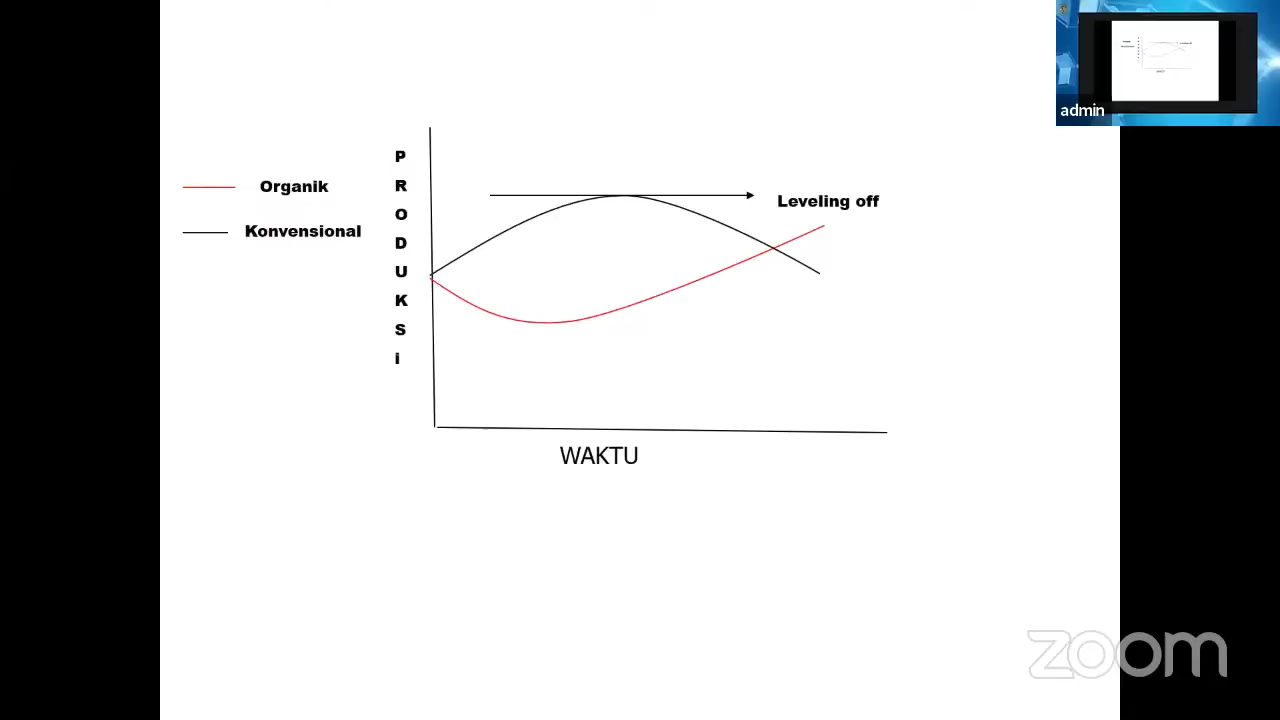 admin
P
R
O
D
U
K
S
i
Organik
Konvensional
Leveling off
WAKTU
zoom